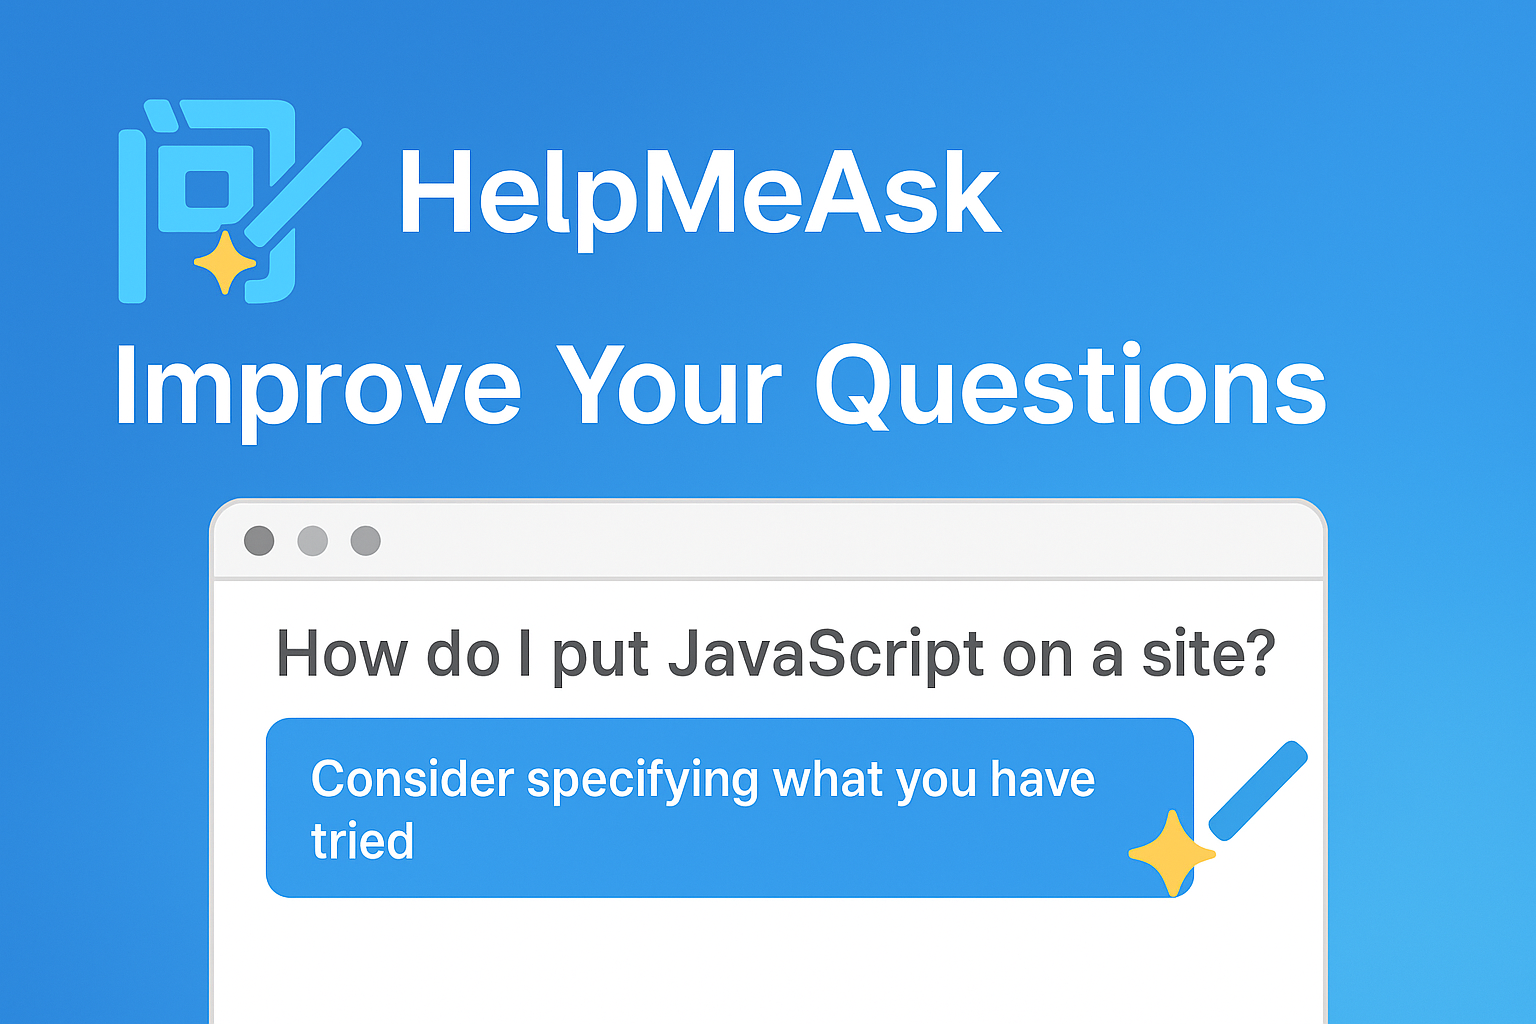 HelpMeAsk
Improve Your Questions
How do I put JavaScript on a site?
Consider specifying what you have
tried